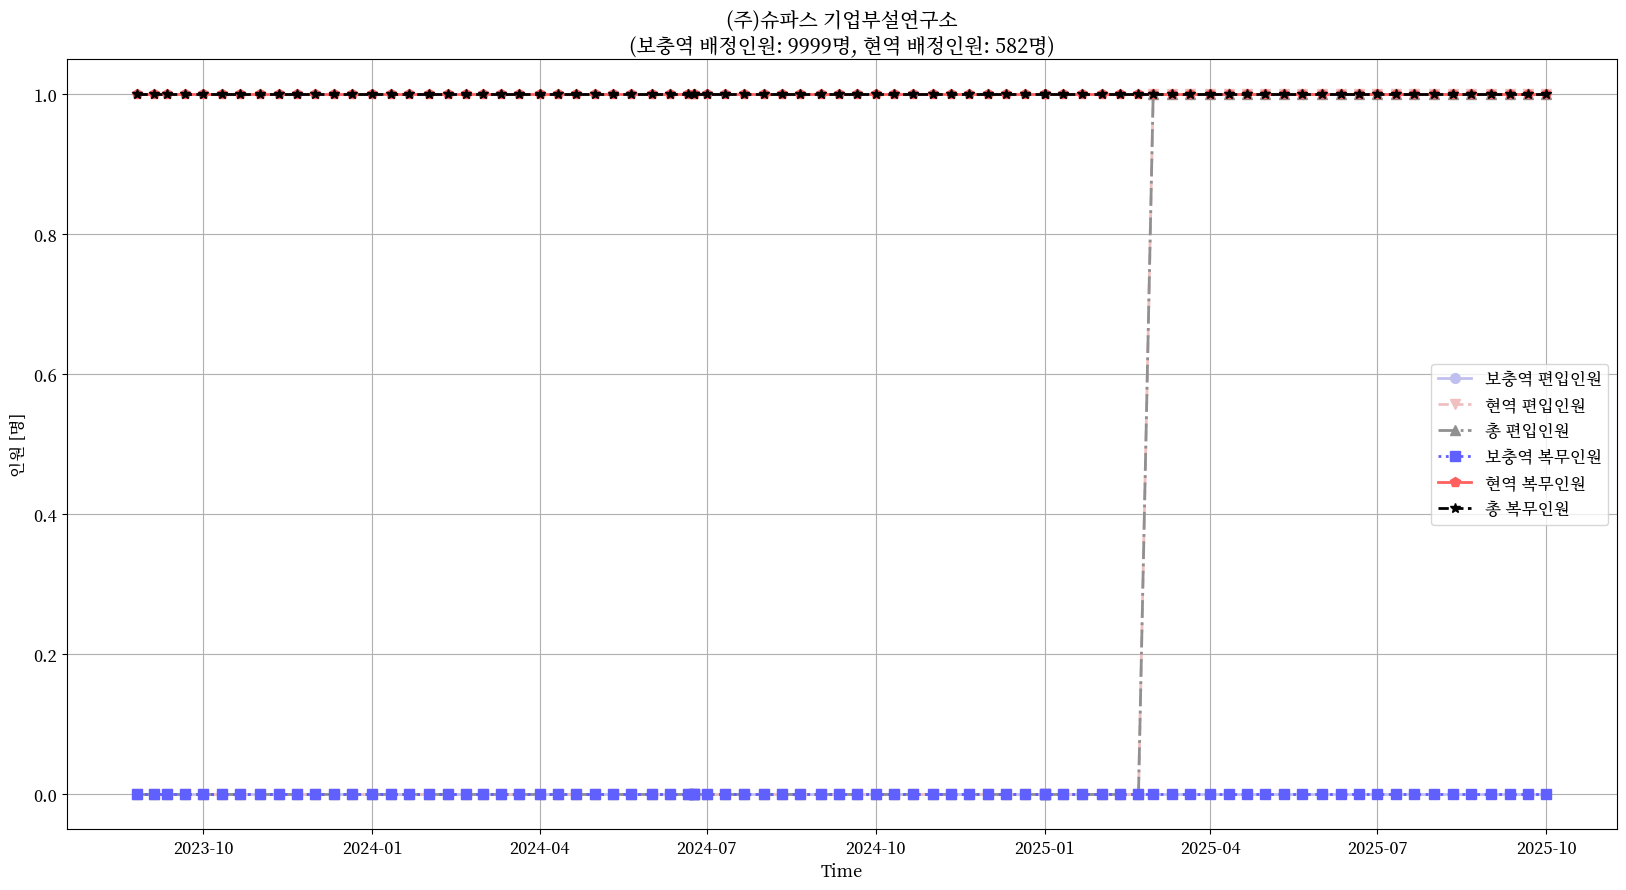 (주)슈파스 기업부설연구소
(보충역 배정인원: 9999명, 현역 배정인원: 582명)
1.0
0.8
0.6
0.4
0.2
0.0
인원 [명]
보충역 편입인원
현역 편입인원
총 편입인원
보충역 복무인원
현역 복무인원
총 복무인원
2023-10
2024-01
2024-04
2024-07
2024-10
2025-01
2025-04
2025-07
2025-10
Time